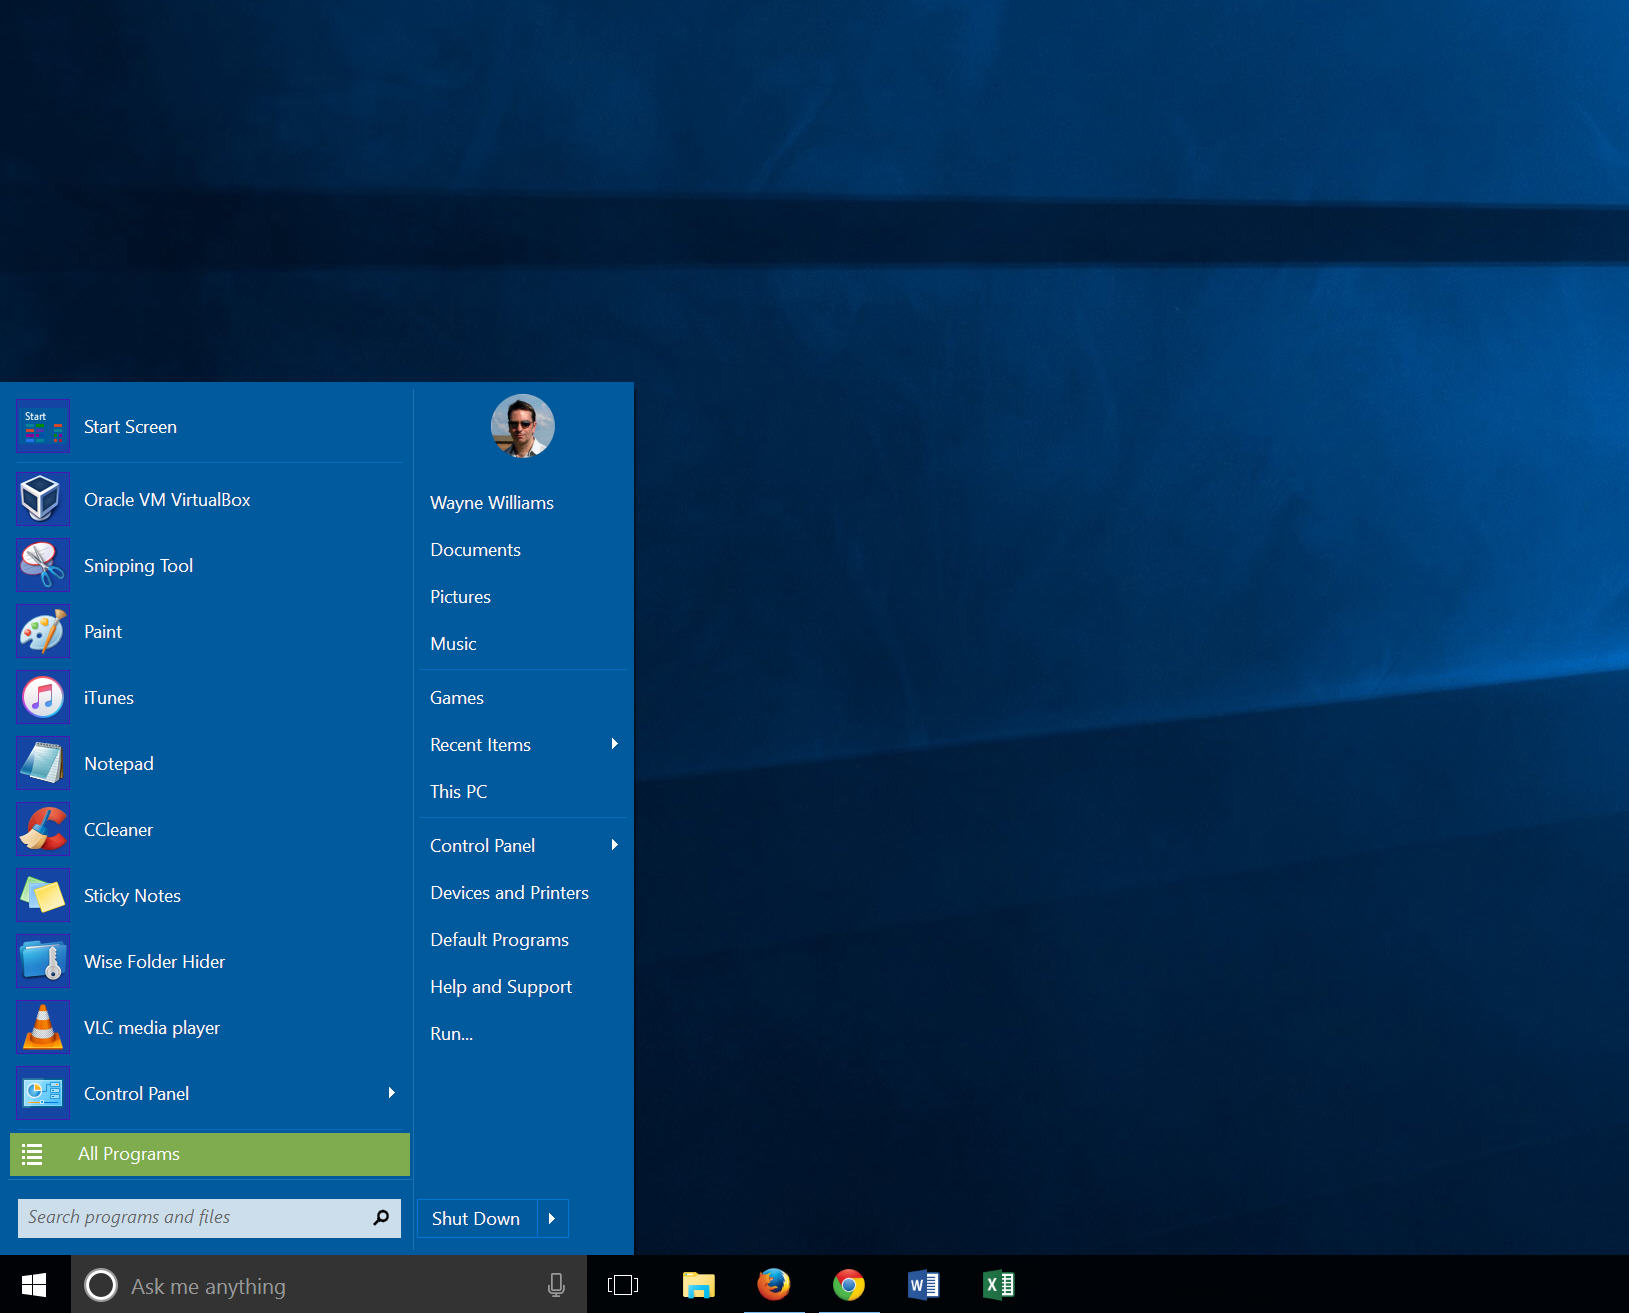 Start
Start Screen
Oracle VM VirtualBox
Snipping Tool
Paint
iTunes
Notepad
CCleaner
Sticky Notes
Wise Folder Hider
VLC media player
Control Panel
All Programs
Search programs and files
Wayne Williams
Documents
Pictures
Music
Games
Recent Items
This PC
Control Panel
Devices and Printers
Default Programs
Help and Support
Run...
Shut Down
Ask me anything
W
X